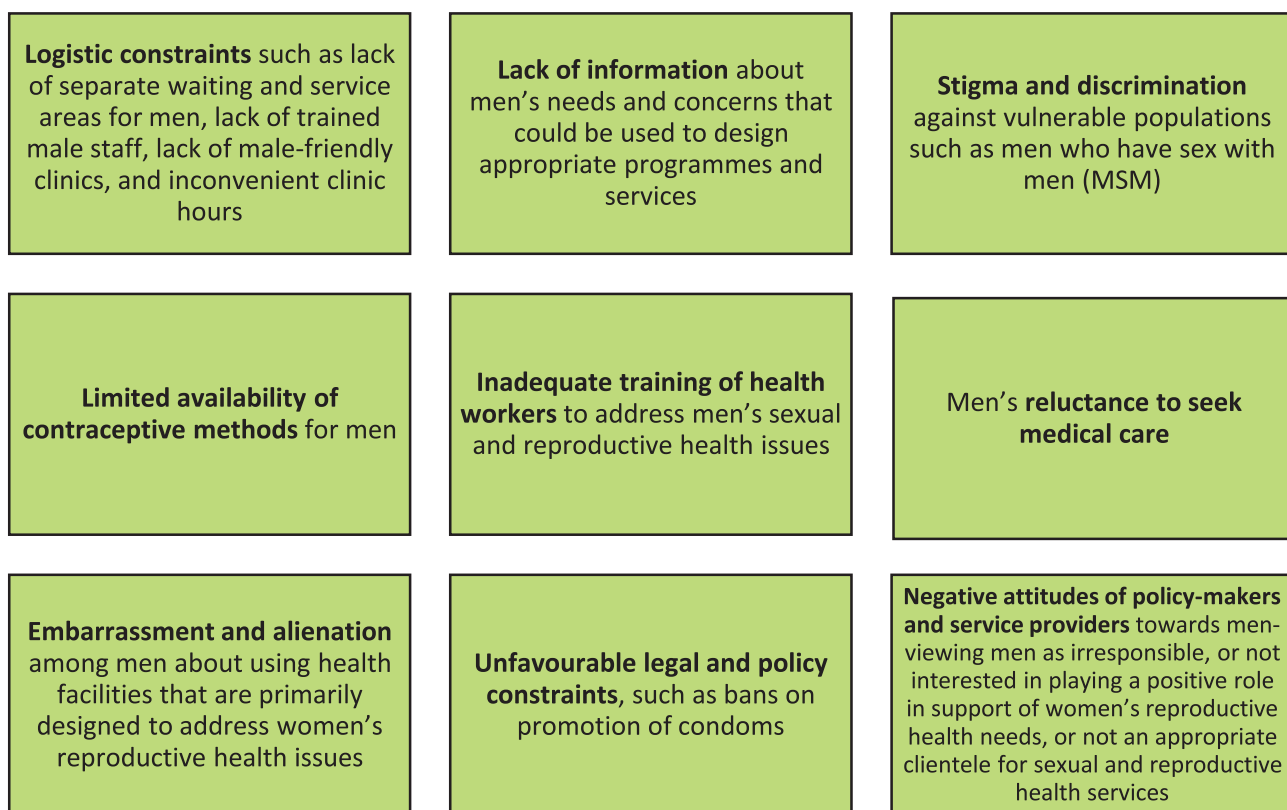 Logistic constraints such as lack
of separate waiting and service
areas for men, lack of trained
male staff, lack of male-friendly
clinics, and inconvenient clinic
hours
Lack of information about
men’s needs and concerns that
could be used to design
appropriate programmes and
services
Stigma and discrimination
against vulnerable populations
such as men who have sex with
men (MSM)
Limited availability of
contraceptive methods for men
Inadequate training of health
workers to address men’s sexual
and reproductive health issues
Men’s reluctance to seek
medical care
Embarrassment and alienation
among men about using health
facilities that are primarily
designed to address women’s
reproductive health issues
Unfavourable legal and policy
constraints, such as bans on
promotion of condoms
Negative attitudes of policy-makers
and service providers towards men-
viewing men as irresponsible, or not
interested in playing a positive role
in support of women’s reproductive
health needs, or not an appropriate
clientele for sexual and reproductive
health services